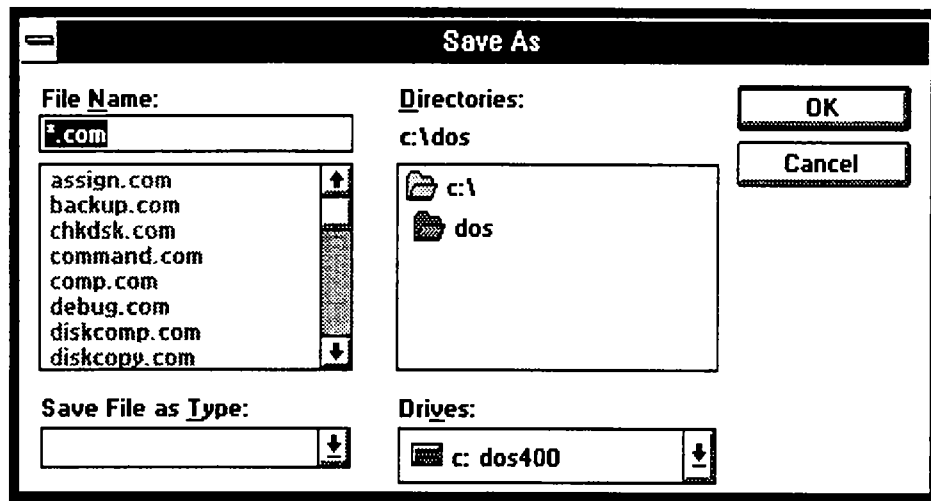 Save As
File Name:
*.com
assign.com
backup.com
chkdsk.com
command.com
comp.com
debug.com
diskcomp.com
diskcopy.com
Save File as Type:
Directories:
c:\dos
c:\
dos
Drives:
c: dos400
OK
Cancel